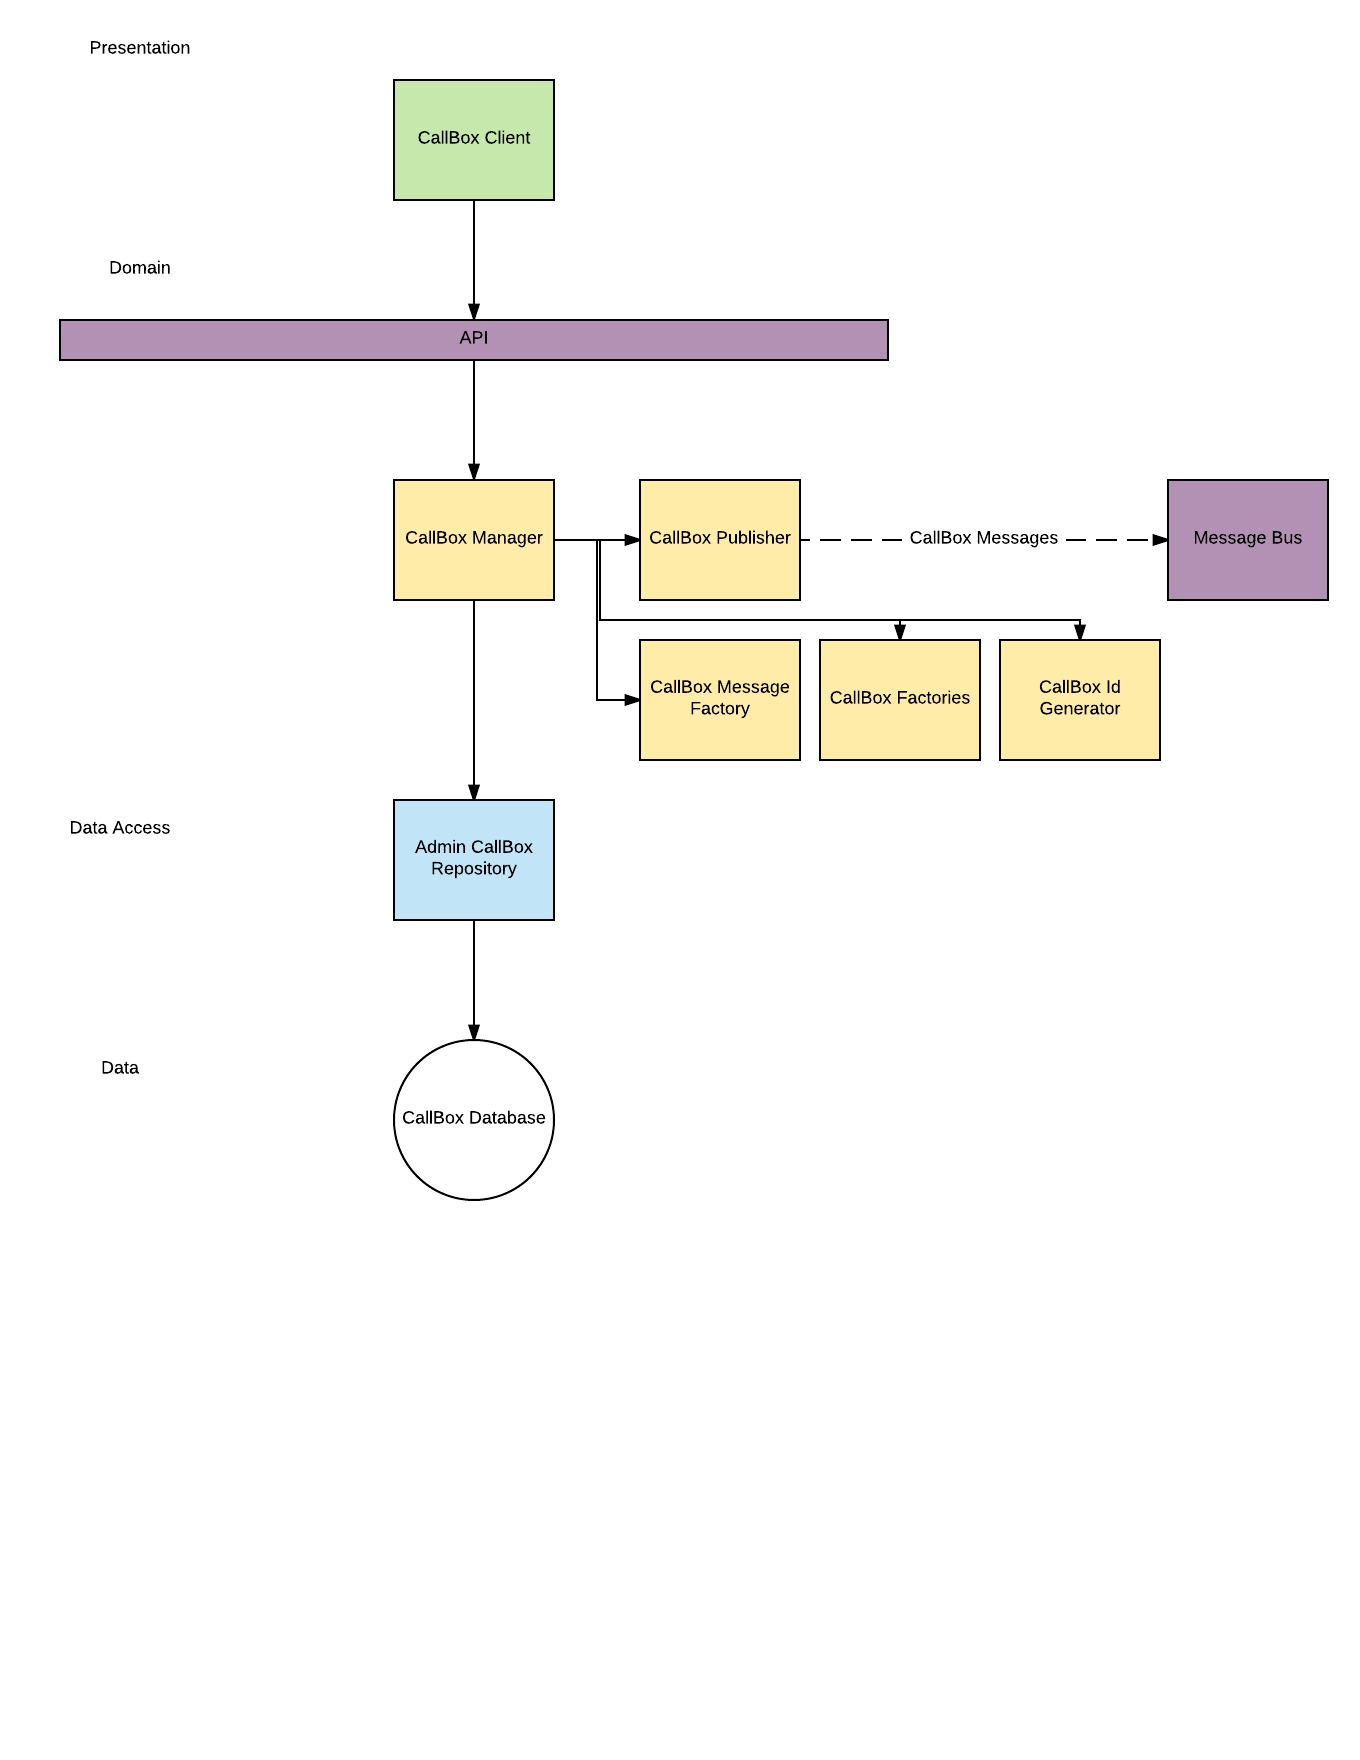 Presentation
CallBox Client
Domain
API
CallBox Manager
CallBox Publisher
CallBox Messages
Message Bus
CallBox Message
Factory
CallBox Factories
CallBox Id
Generator
Data Access
Admin CallBox
Repository
Data
CallBox Database